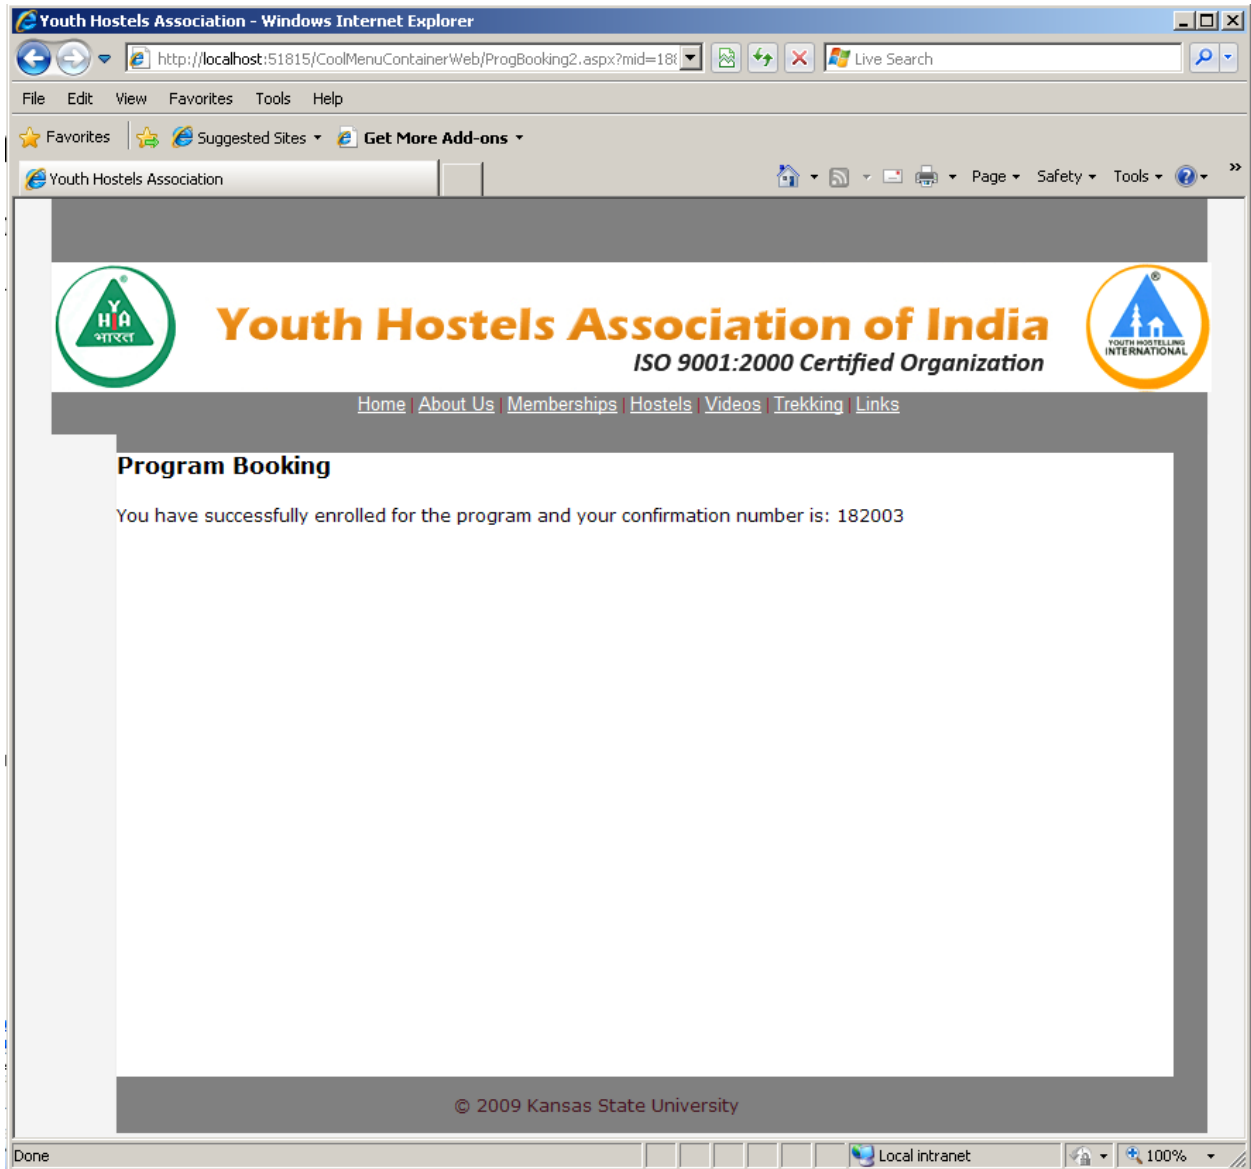 Youth Hostels Association - Windows Internet Explorer
http://localhost:51815/CoolMenuContainerWeb/ProgBooking2.aspx?mid=18
Live Search
File Edit View Favorites Tools Help
Favorites Suggested Sites Get More Add-ons
Youth Hostels Association
Page Safety Tools
YHA
भारत
Youth Hostels Association of India
ISO 9001:2000 Certified Organization
YOUTH HOSTELLING
INTERNATIONAL
Home | About Us | Memberships | Hostels | Videos | Trekking | Links
Program Booking
You have successfully enrolled for the program and your confirmation number is: 182003
© 2009 Kansas State University
Done Local intranet 100%